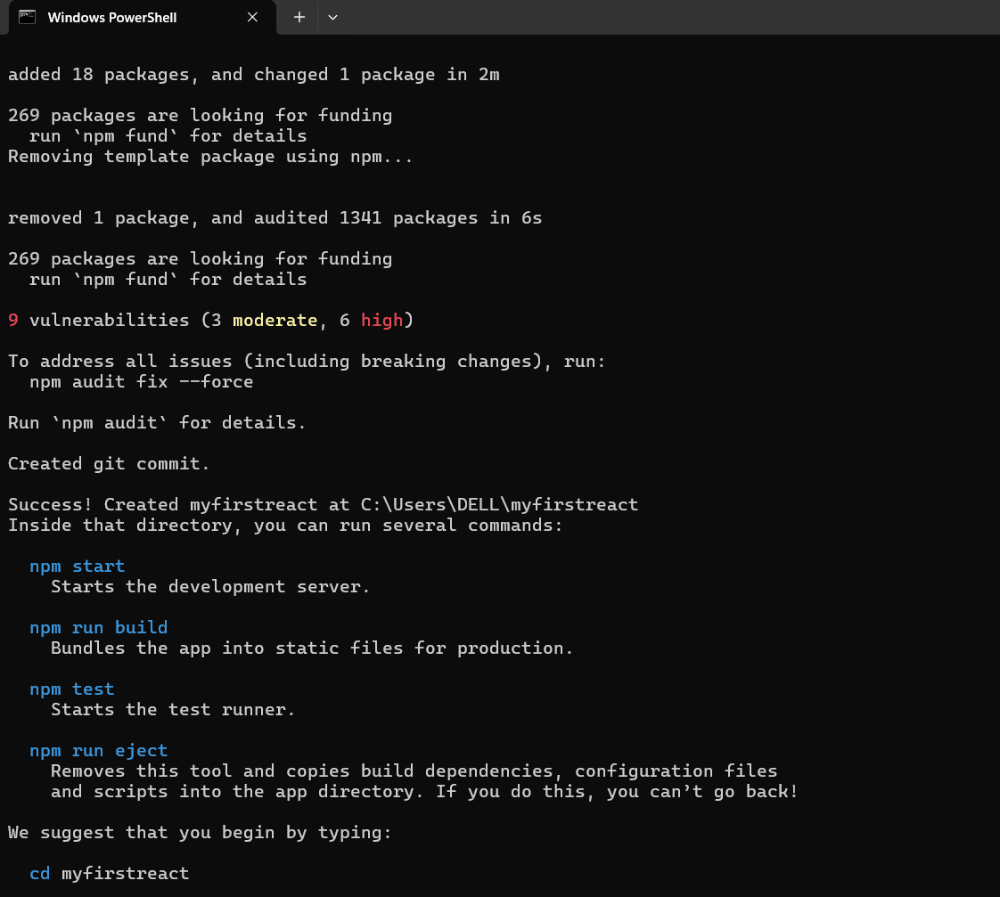 Windows PowerShell
added 18 packages, and changed 1 package in 2m
269 packages are looking for funding
  run `npm fund` for details
Removing template package using npm...
removed 1 package, and audited 1341 packages in 6s
269 packages are looking for funding
  run `npm fund` for details
9 vulnerabilities (3 moderate, 6 high)
To address all issues (including breaking changes), run:
  npm audit fix --force
Run `npm audit` for details.
Created git commit.
Success! Created myfirstreact at C:\Users\DELL\myfirstreact
Inside that directory, you can run several commands:
  npm start
    Starts the development server.
  npm run build
    Bundles the app into static files for production.
  npm test
    Starts the test runner.
  npm run eject
    Removes this tool and copies build dependencies, configuration files
    and scripts into the app directory. If you do this, you can’t go back!
We suggest that you begin by typing:
  cd myfirstreact